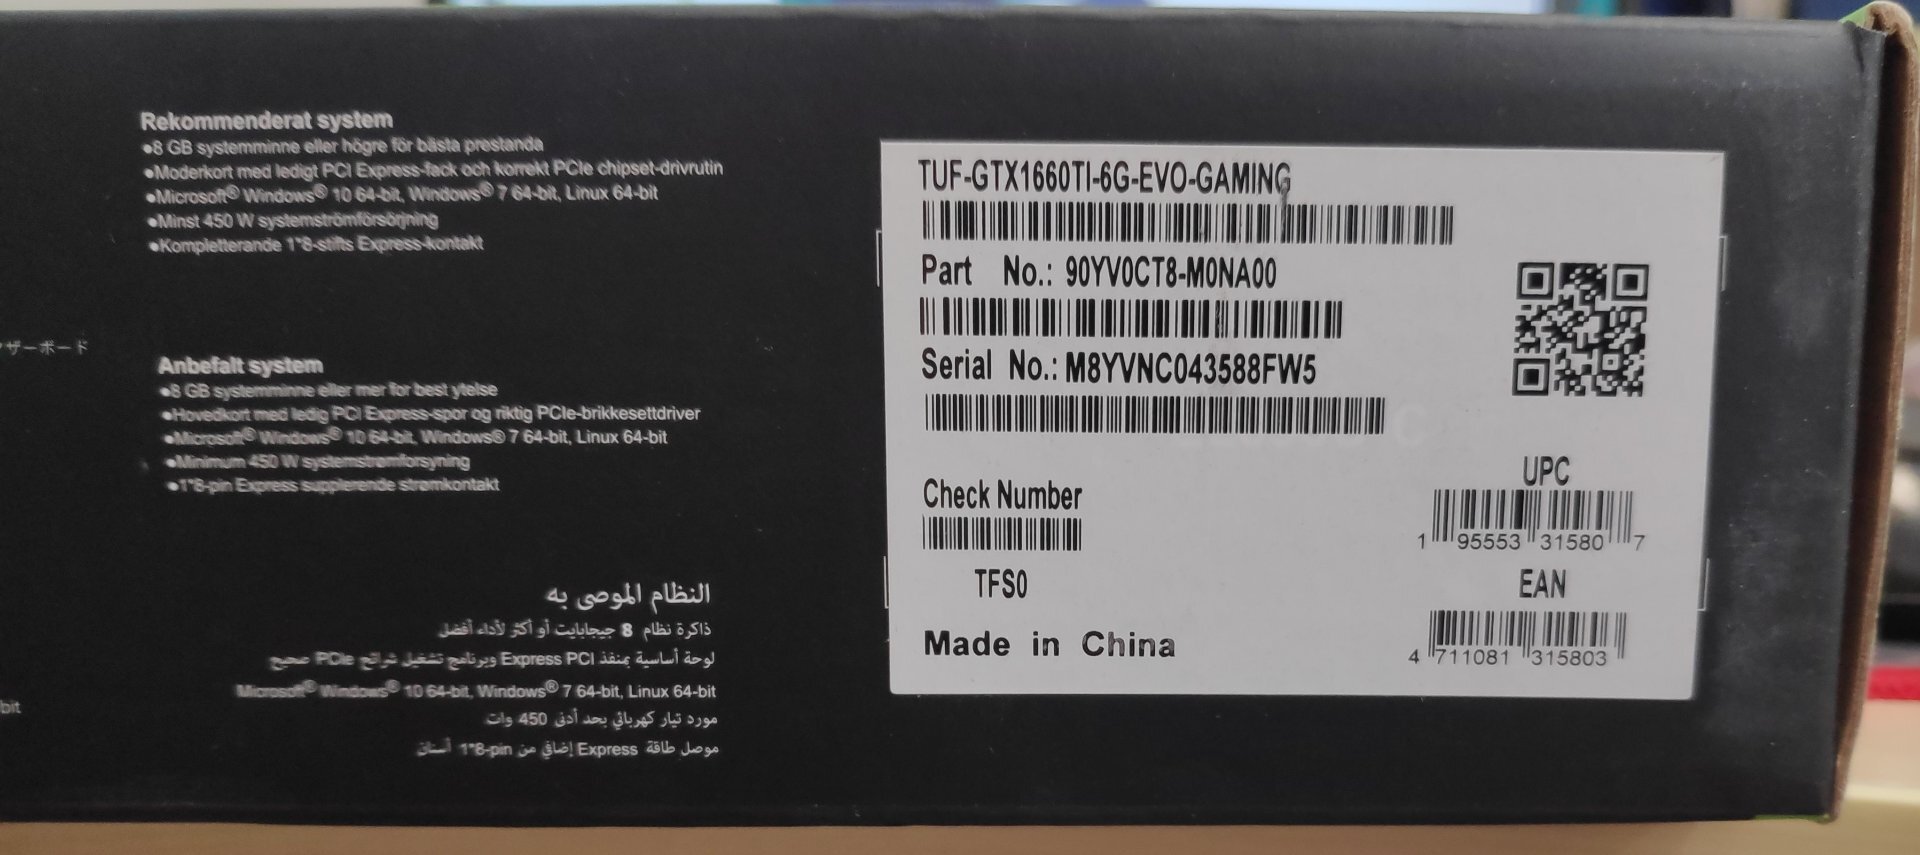 Rekommenderat system
•8 GB systemminne eller högre för bästa prestanda
•Moderkort med ledigt PCI Express-fack och korrekt PCIe chipset-drivrutin
•Microsoft® Windows® 10 64-bit, Windows® 7 64-bit, Linux 64-bit
•Minst 450 W systemströmförsörjning
•Kompletterande 1*8-stifts Express-kontakt
ザーボード
Anbefalt system
•8 GB systemminne eller mer for best ytelse
•Hovedkort med ledig PCI Express-spor og riktig PCIe-brikkesettdriver
•Microsoft® Windows® 10 64-bit, Windows® 7 64-bit, Linux 64-bit
•Minimum 450 W systemstrømforsyning
•1*8-pin Express supplerende strømkontakt
النظام الموصى به
ذاكرة نظام 8 جيجابايت أو أكثر لأداء أفضل
لوحة أساسية بمنفذ Express PCI وبرنامج تشغيل شرائح PCIe صحيح
Microsoft® Windows® 10 64-bit, Windows® 7 64-bit, Linux 64-bit
bit
مورد تيار كهربائي بحد أدنى 450 وات
موصل طاقة Express إضافي من 1*8-pin أسنان
TUF-GTX1660TI-6G-EVO-GAMING
Part No.: 90YV0CT8-M0NA00
Serial No.: M8YVNC043588FW5
Check Number
TFS0
Made in China
UPC
1 95553 31580 7
EAN
4 711081 315803